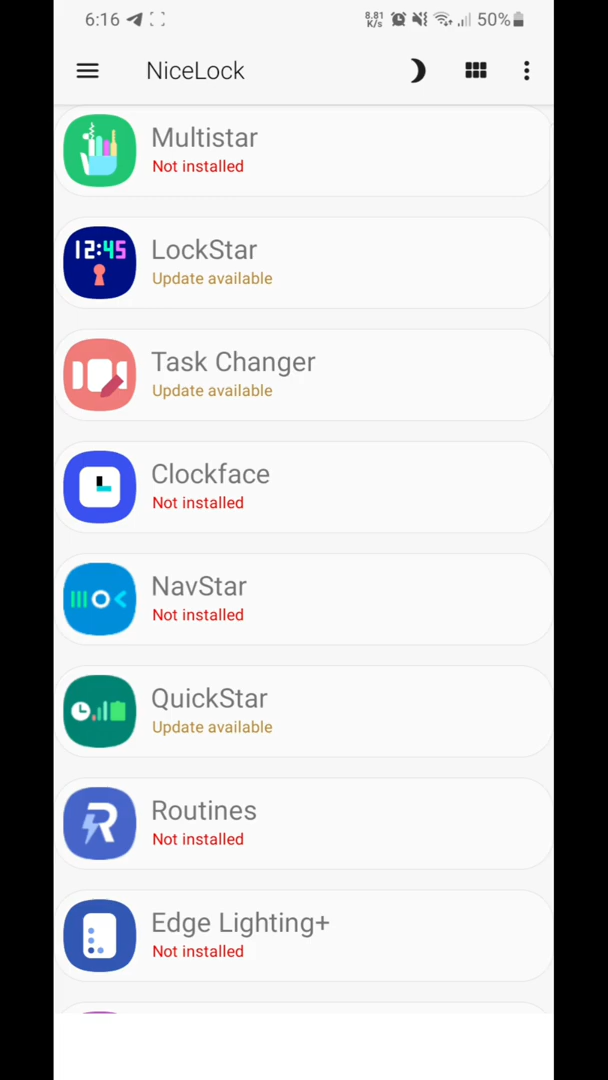 6:16
8.81
K/s
50%
NiceLock
Multistar
Not installed
12:45
LockStar
Update available
Task Changer
Update available
Clockface
Not installed
NavStar
Not installed
QuickStar
Update available
Routines
Not installed
Edge Lighting+
Not installed